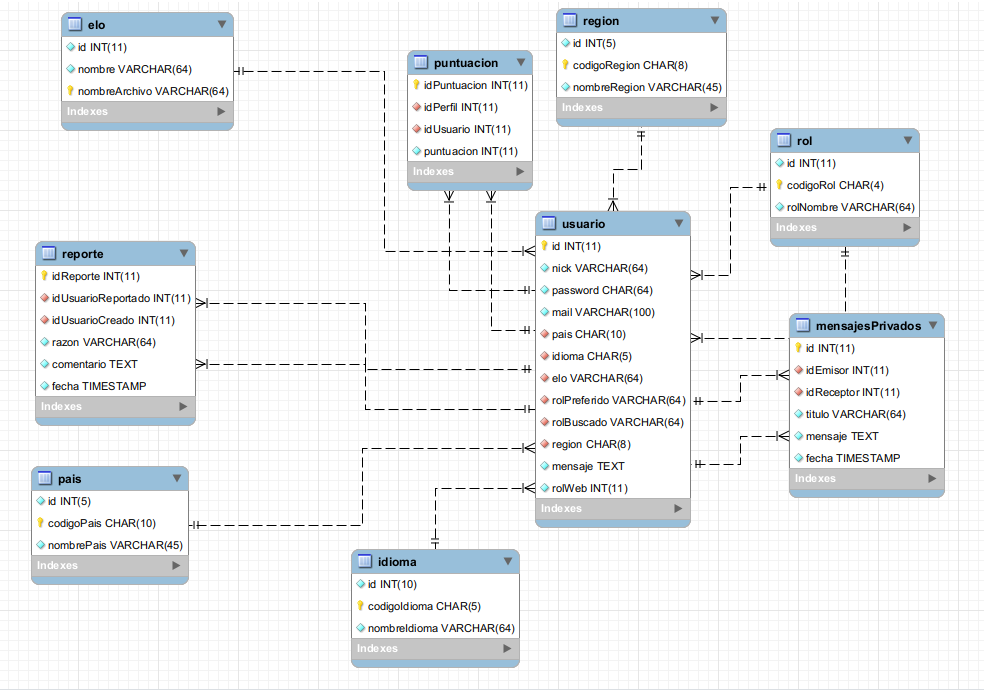 elo
id INT(11)
nombre VARCHAR(64)
nombreArchivo VARCHAR(64)
Indexes
puntuacion
idPuntuacion INT(11)
idPerfil INT(11)
idUsuario INT(11)
puntuacion INT(11)
Indexes
region
id INT(5)
codigoRegion CHAR(8)
nombreRegion VARCHAR(45)
Indexes
rol
id INT(11)
codigoRol CHAR(4)
rolNombre VARCHAR(64)
Indexes
reporte
idReporte INT(11)
idUsuarioReportado INT(11)
idUsuarioCreado INT(11)
razon VARCHAR(64)
comentario TEXT
fecha TIMESTAMP
Indexes
usuario
id INT(11)
nick VARCHAR(64)
password CHAR(64)
mail VARCHAR(100)
pais CHAR(10)
idioma CHAR(5)
elo VARCHAR(64)
rolPreferido VARCHAR(64)
rolBuscado VARCHAR(64)
region CHAR(8)
mensaje TEXT
rolWeb INT(11)
Indexes
mensajesPrivados
id INT(11)
idEmisor INT(11)
idReceptor INT(11)
titulo VARCHAR(64)
mensaje TEXT
fecha TIMESTAMP
Indexes
pais
id INT(5)
codigoPais CHAR(10)
nombrePais VARCHAR(45)
Indexes
idioma
id INT(10)
codigoIdioma CHAR(5)
nombreIdioma VARCHAR(64)
Indexes